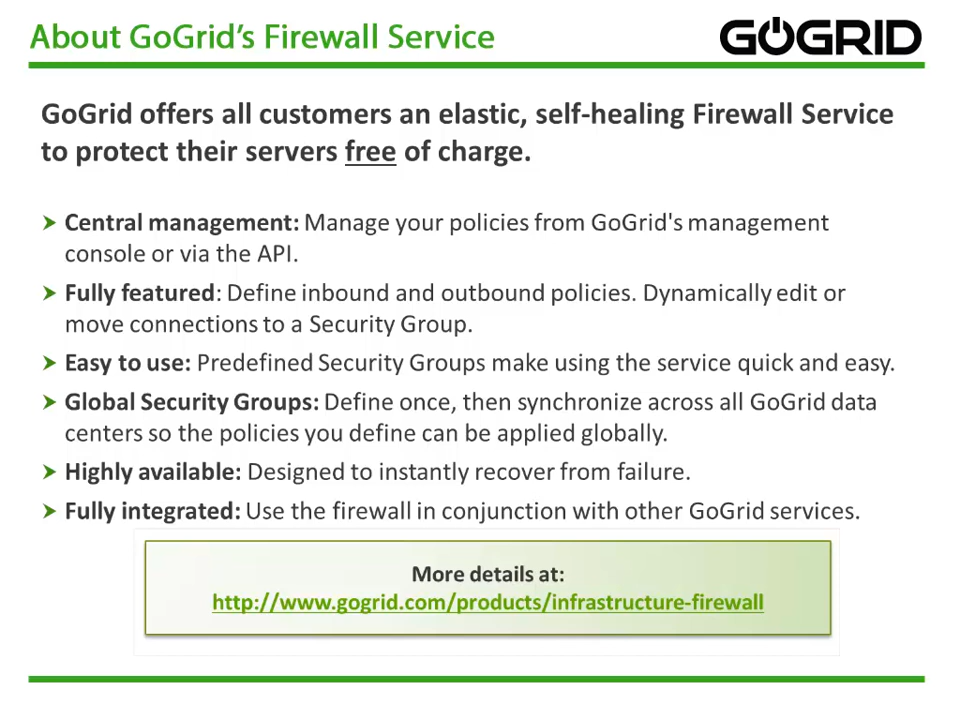 About GoGrid's Firewall Service
GOGRID
GoGrid offers all customers an elastic, self-healing Firewall Service
to protect their servers free of charge.
Central management: Manage your policies from GoGrid's management
console or via the API.
Fully featured: Define inbound and outbound policies. Dynamically edit or
move connections to a Security Group.
Easy to use: Predefined Security Groups make using the service quick and easy.
Global Security Groups: Define once, then synchronize across all GoGrid data
centers so the policies you define can be applied globally.
Highly available: Designed to instantly recover from failure.
Fully integrated: Use the firewall in conjunction with other GoGrid services.
More details at:
http://www.gogrid.com/products/infrastructure-firewall